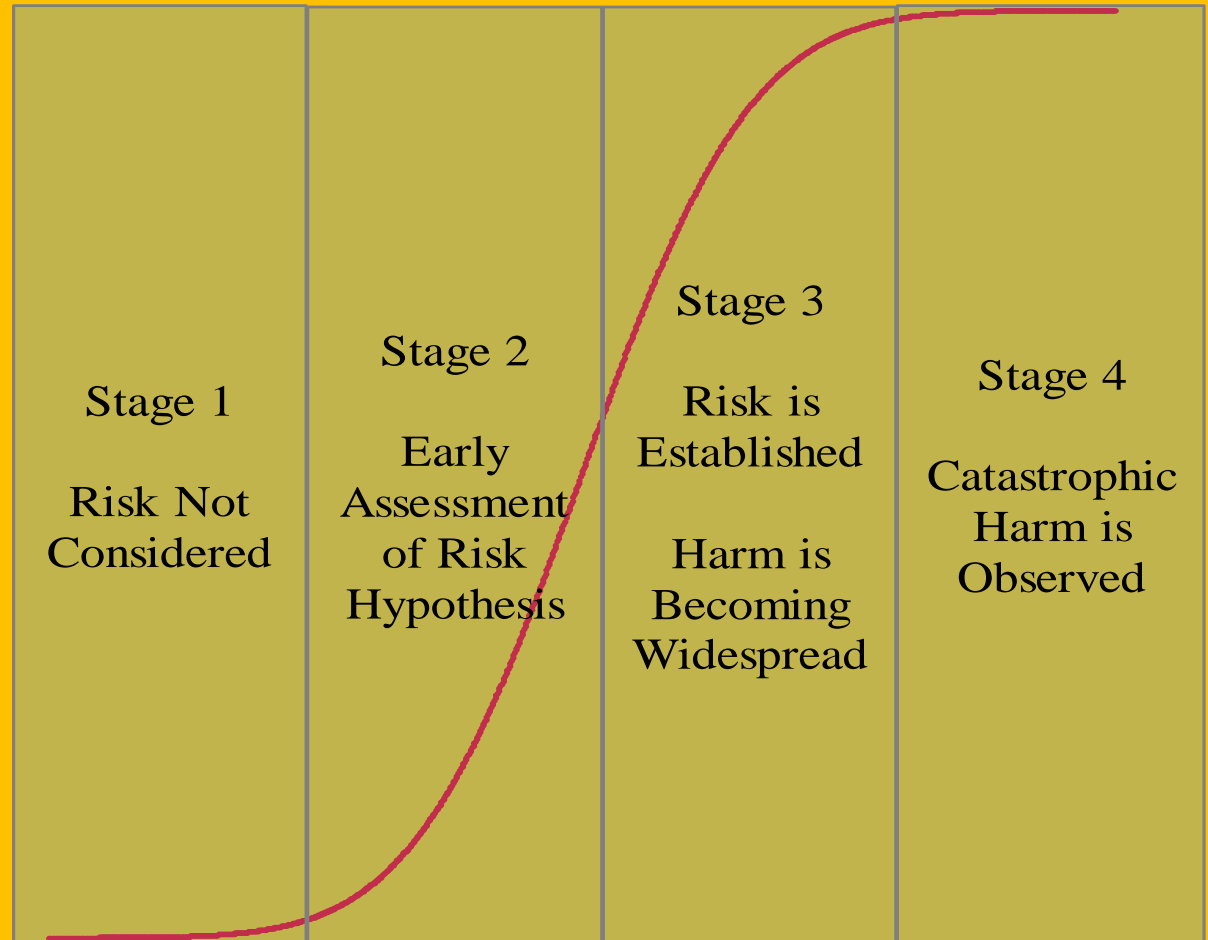 Stage 1
Risk Not
Considered
Stage 2
Early
Assessment
of Risk
Hypothesis
Stage 3
Risk is
Established
Harm is
Becoming
Widespread
Stage 4
Catastrophic
Harm is
Observed